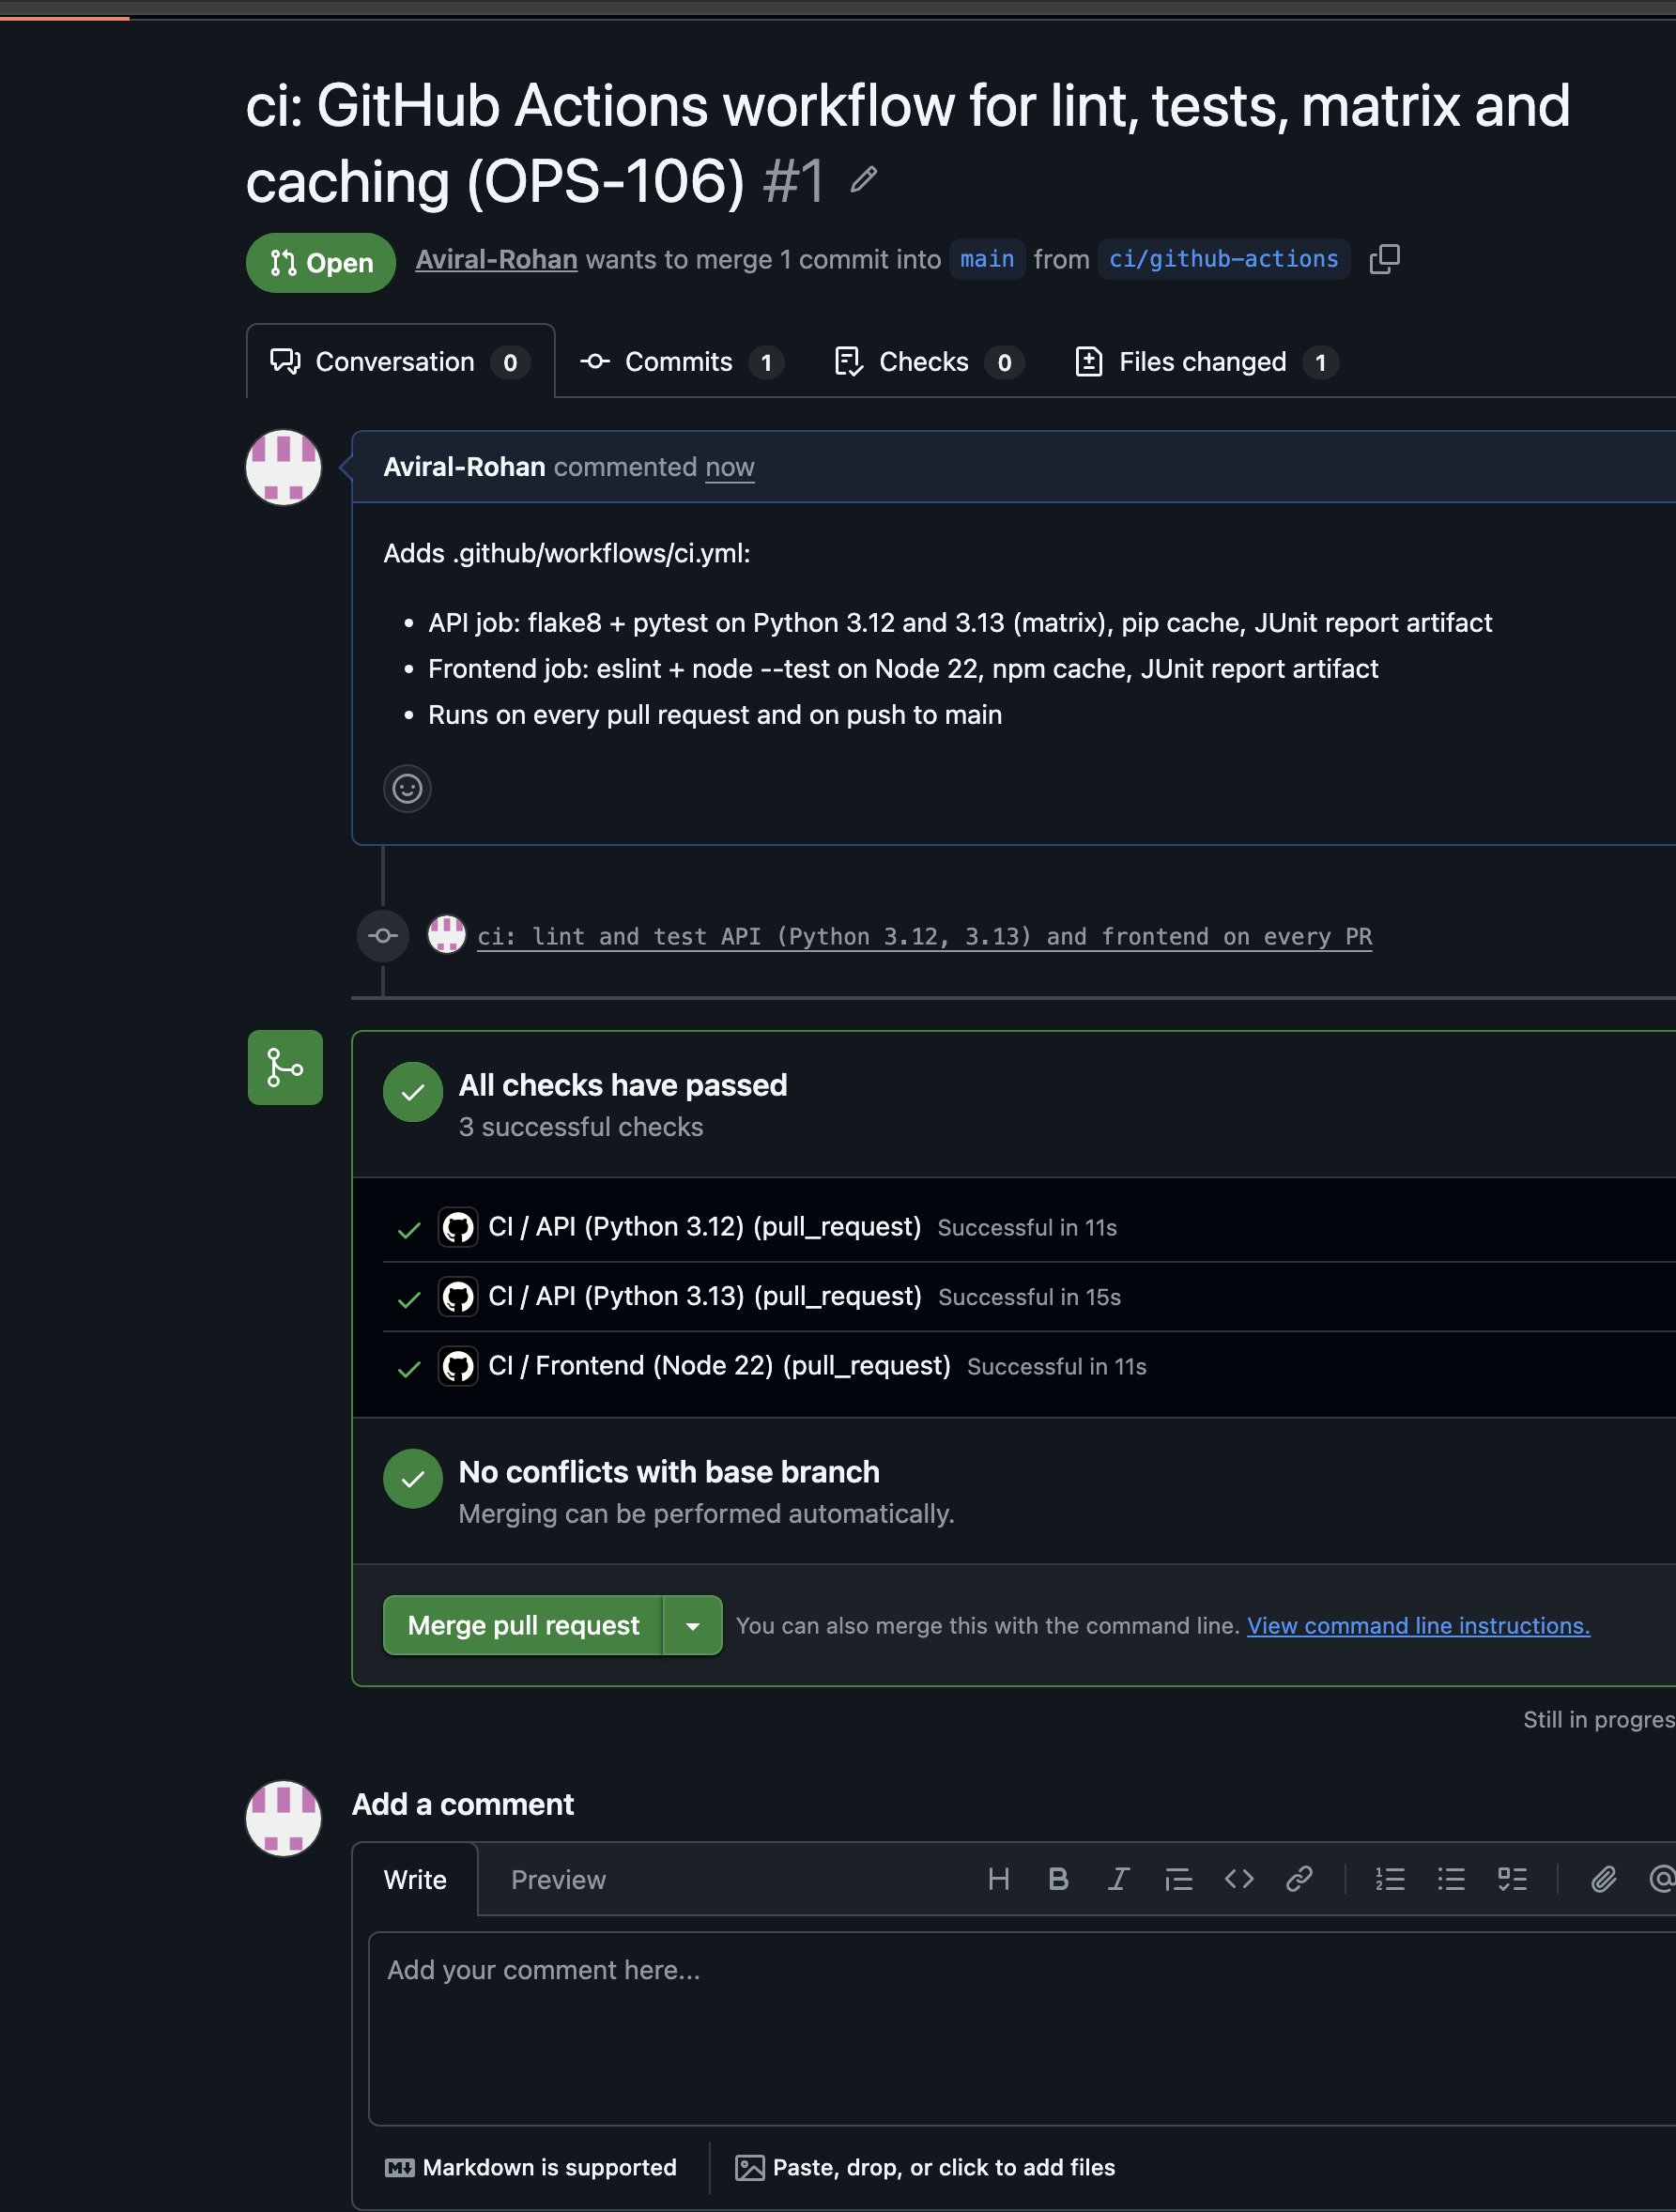 ci: GitHub Actions workflow for lint, tests, matrix and
caching (OPS-106) #1
Open
Aviral-Rohan wants to merge 1 commit into main from ci/github-actions
Conversation 0 Commits 1 Checks 0 Files changed 1
Aviral-Rohan commented now
Adds .github/workflows/ci.yml:
• API job: flake8 + pytest on Python 3.12 and 3.13 (matrix), pip cache, JUnit report artifact
• Frontend job: eslint + node --test on Node 22, npm cache, JUnit report artifact
• Runs on every pull request and on push to main
ci: lint and test API (Python 3.12, 3.13) and frontend on every PR
All checks have passed
3 successful checks
CI / API (Python 3.12) (pull_request) Successful in 11s
CI / API (Python 3.13) (pull_request) Successful in 15s
CI / Frontend (Node 22) (pull_request) Successful in 11s
No conflicts with base branch
Merging can be performed automatically.
Merge pull request You can also merge this with the command line. View command line instructions.
Still in progres
Add a comment
Write Preview
Add your comment here...
Markdown is supported Paste, drop, or click to add files